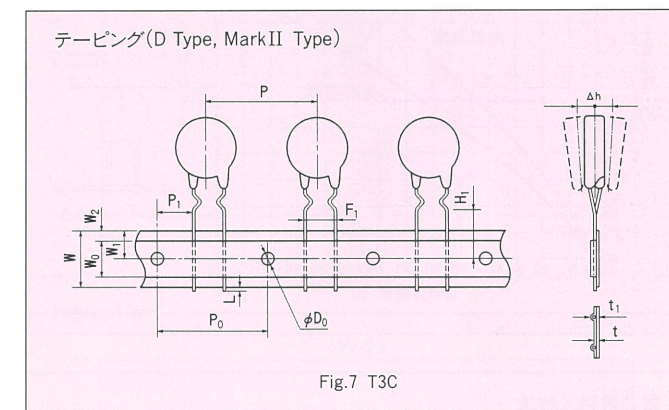 テーピング(D Type, MarkII Type)
P
Δh
P₁
F₁
H₁
W₂
W
W₀
W₁
L
P₀
φD₀
t₁
t
Fig.7 T3C